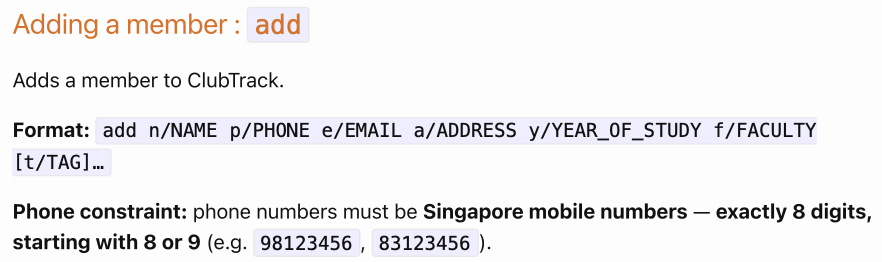 Adding a member : add
Adds a member to ClubTrack.
Format: add n/NAME p/PHONE e/EMAIL a/ADDRESS y/YEAR_OF_STUDY f/FACULTY
[t/TAG]…
Phone constraint: phone numbers must be Singapore mobile numbers — exactly 8 digits,
starting with 8 or 9 (e.g. 98123456, 83123456).